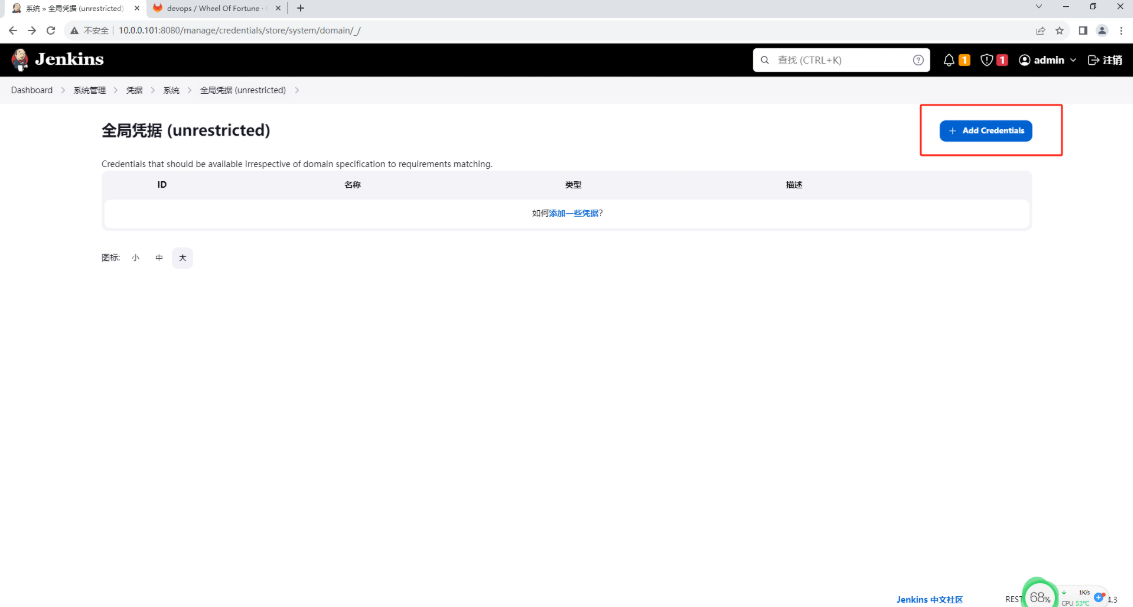 系统 » 全局凭据 (unrestricted)
devops / Wheel Of Fortune ·
不安全 10.0.0.101:8080/manage/credentials/store/system/domain/_/
Jenkins
查找 (CTRL+K)
1
1
admin
注销
Dashboard 系统管理 凭据 系统 全局凭据 (unrestricted)
全局凭据 (unrestricted)
Add Credentials
Credentials that should be available irrespective of domain specification to requirements matching.
ID 名称 类型 描述
如何添加一些凭据?
图标: 小 中 大
Jenkins 中文社区
REST
68%
1K/s
CPU 53°C
4.3